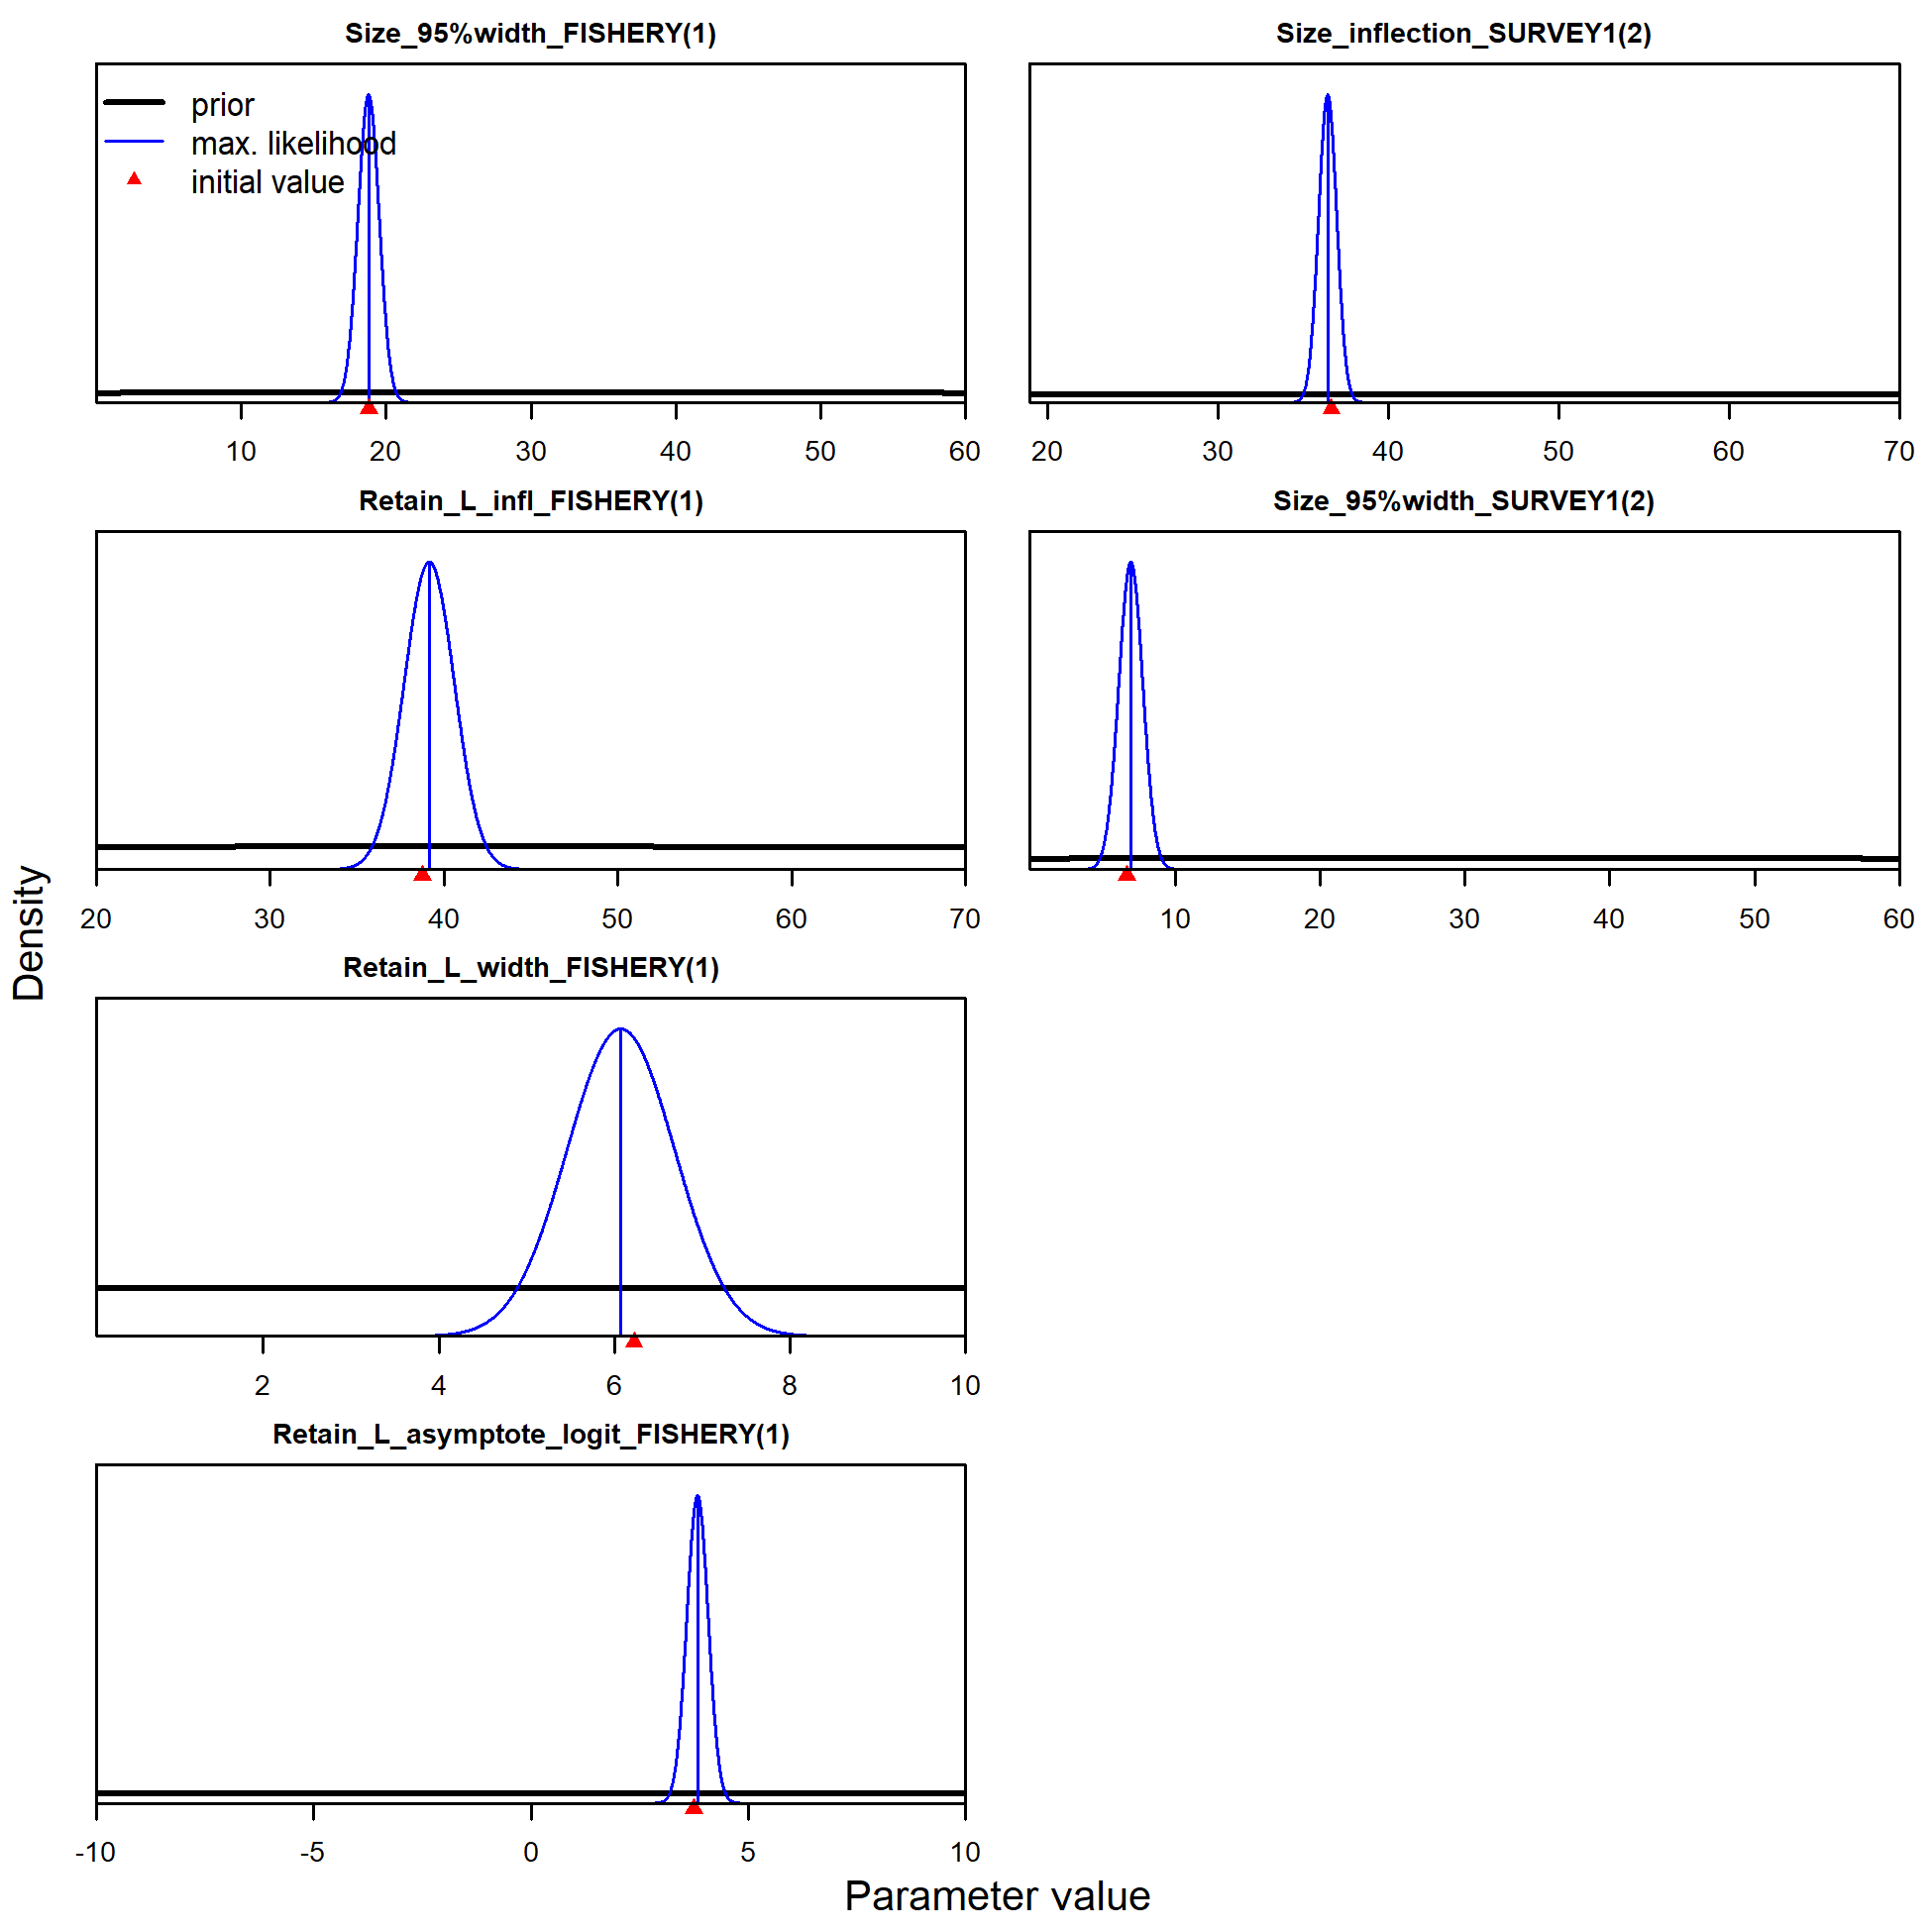 Size_95%width_FISHERY(1)
prior
max. likelihood
initial value
10 20 30 40 50 60
Size_inflection_SURVEY1(2)
20 30 40 50 60 70
Retain_L_infl_FISHERY(1)
20 30 40 50 60 70
Size_95%width_SURVEY1(2)
10 20 30 40 50 60
Retain_L_width_FISHERY(1)
2 4 6 8 10
Retain_L_asymptote_logit_FISHERY(1)
-10 -5 0 5 10
Density
Parameter value